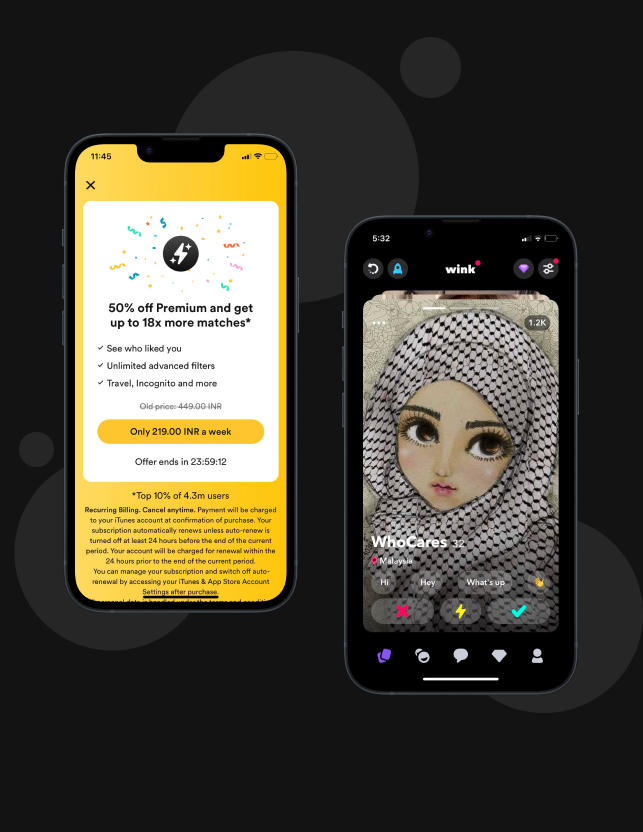 11:45
50% off Premium and get
up to 18x more matches*
See who liked you
Unlimited advanced filters
Travel, Incognito and more
Old price: 449.00 INR
Only 219.00 INR a week
Offer ends in 23:59:12
*Top 10% of 4.3m users
Recurring Billing. Cancel anytime. Payment will be charged
to your iTunes account at confirmation of purchase. Your
subscription automatically renews unless auto-renew is
turned off at least 24 hours before the end of the current
period. Your account will be charged for renewal within the
24 hours prior to the end of the current period.
You can manage your subscription and switch off auto-
renewal by accessing your iTunes & App Store Account
Settings after purchase.
5:32
wink
1.2K
WhoCares 32
Malaysia
Hi
Hey
What's up 👋